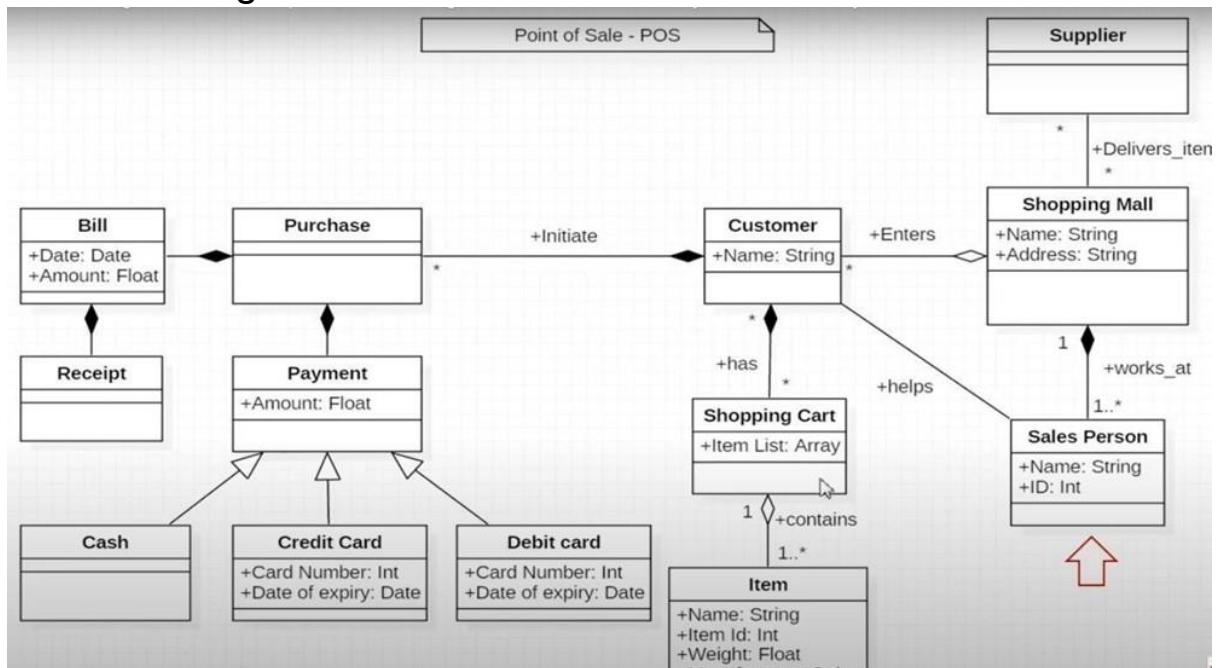 Point of Sale - POS
Supplier
*
+Delivers_item
*
Shopping Mall
+Name: String
+Address: String
Bill
+Date: Date
+Amount: Float
Purchase
*
+Initiate
Customer
+Name: String
*
+Enters
Receipt
Payment
+Amount: Float
*
+has
*
+helps
1
+works_at
1..*
Shopping Cart
+Item List: Array
Sales Person
+Name: String
+ID: Int
1
+contains
1..*
Cash
Credit Card
+Card Number: Int
+Date of expiry: Date
Debit card
+Card Number: Int
+Date of expiry: Date
Item
+Name: String
+Item Id: Int
+Weight: Float